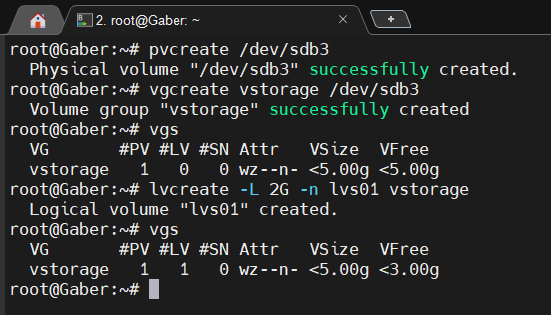 2. root@Gaber: ~
root@Gaber:~# pvcreate /dev/sdb3
  Physical volume "/dev/sdb3" successfully created.
root@Gaber:~# vgcreate vstorage /dev/sdb3
  Volume group "vstorage" successfully created
root@Gaber:~# vgs
  VG       #PV #LV #SN Attr   VSize  VFree
  vstorage   1   0   0 wz--n- <5.00g <5.00g
root@Gaber:~# lvcreate -L 2G -n lvs01 vstorage
  Logical volume "lvs01" created.
root@Gaber:~# vgs
  VG       #PV #LV #SN Attr   VSize  VFree
  vstorage   1   1   0 wz--n- <5.00g <3.00g
root@Gaber:~#